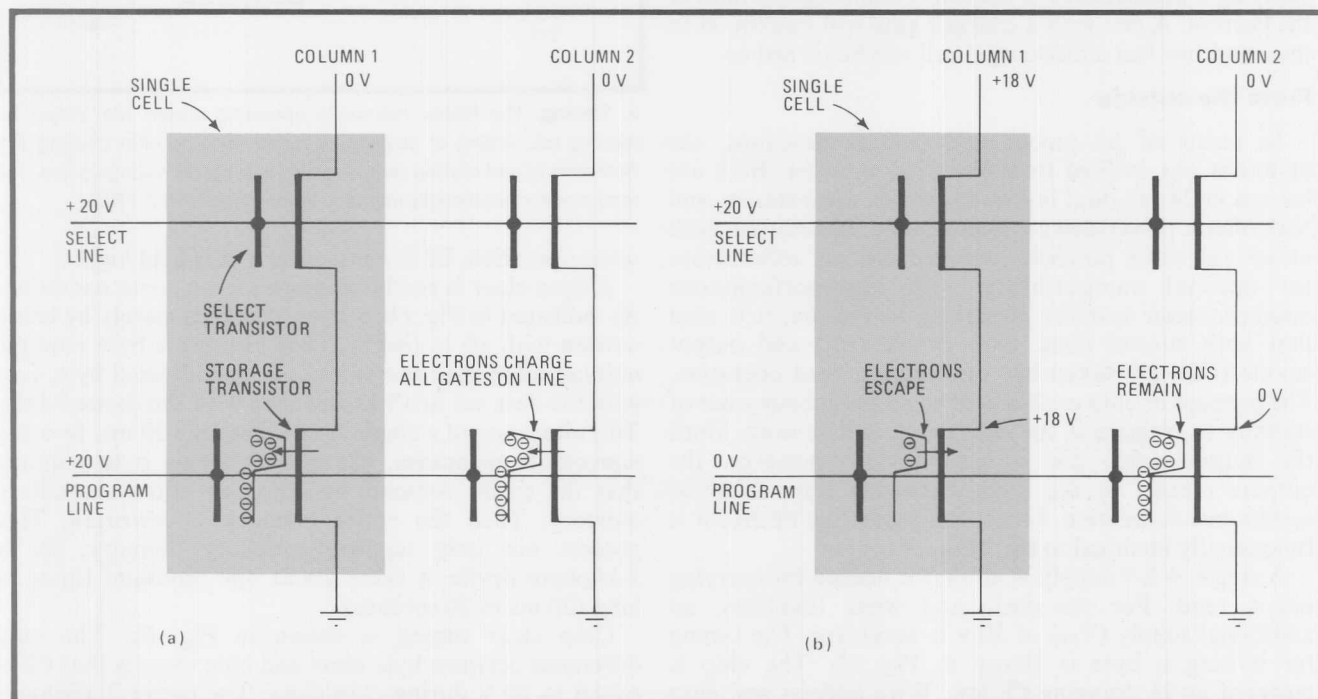 COLUMN 1
0 V
COLUMN 2
0 V
SINGLE
CELL
+20 V
SELECT
LINE
SELECT
TRANSISTOR
STORAGE
TRANSISTOR
ELECTRONS CHARGE
ALL GATES ON LINE
+20 V
PROGRAM
LINE
(a)
COLUMN 1
+18 V
COLUMN 2
0 V
SINGLE
CELL
+20 V
SELECT
LINE
ELECTRONS
ESCAPE
+18 V
ELECTRONS
REMAIN
0 V
0 V
PROGRAM
LINE
(b)